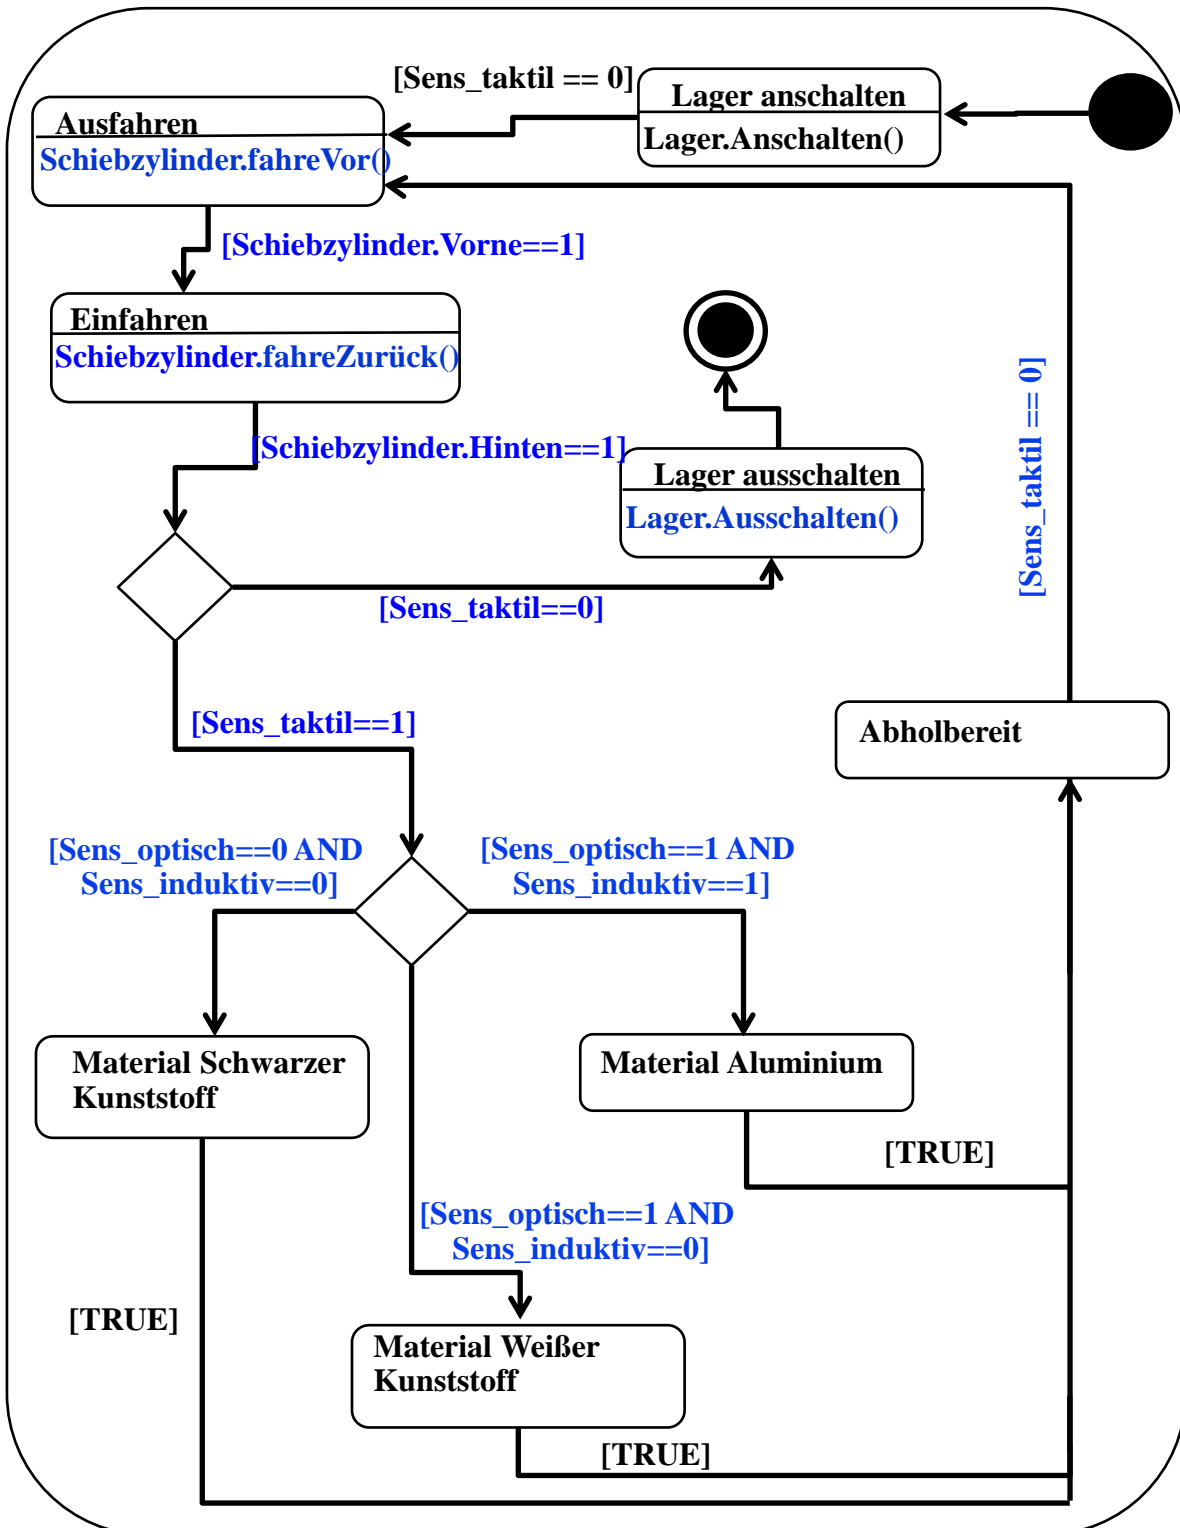 [Sens_taktil == 0]
Lager anschalten
Lager.Anschalten()
Ausfahren
Schiebzylinder.fahreVor()
[Schiebzylinder.Vorne==1]
Einfahren
Schiebzylinder.fahreZurück()
[Schiebzylinder.Hinten==1]
Lager ausschalten
Lager.Ausschalten()
[Sens_taktil == 0]
[Sens_taktil==0]
[Sens_taktil==1]
Abholbereit
[Sens_optisch==0 AND
Sens_induktiv==0]
[Sens_optisch==1 AND
Sens_induktiv==1]
Material Schwarzer
Kunststoff
Material Aluminium
[TRUE]
[Sens_optisch==1 AND
Sens_induktiv==0]
[TRUE]
Material Weißer
Kunststoff
[TRUE]